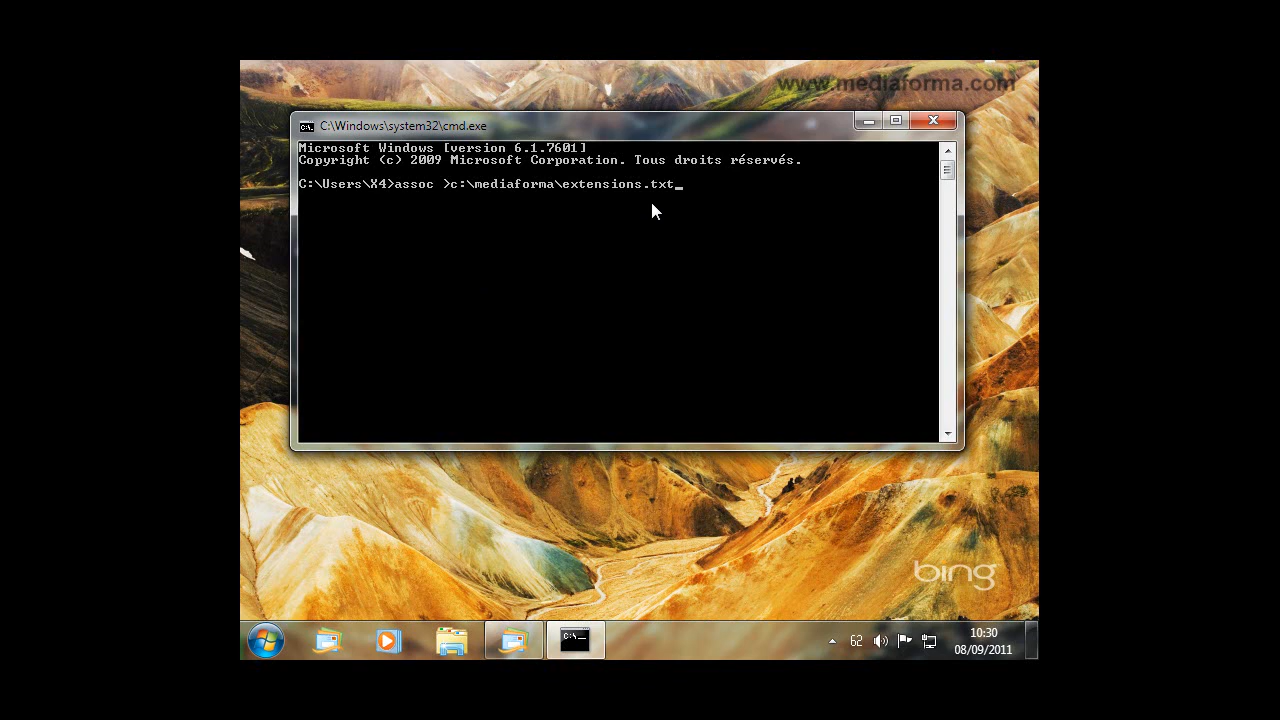 www.mediaforma.com
C:\Windows\system32\cmd.exe
Microsoft Windows [version 6.1.7601]
Copyright (c) 2009 Microsoft Corporation. Tous droits réservés.
C:\Users\X4>assoc >c:\mediaforma\extensions.txt_
bing
62
10:30
08/09/2011